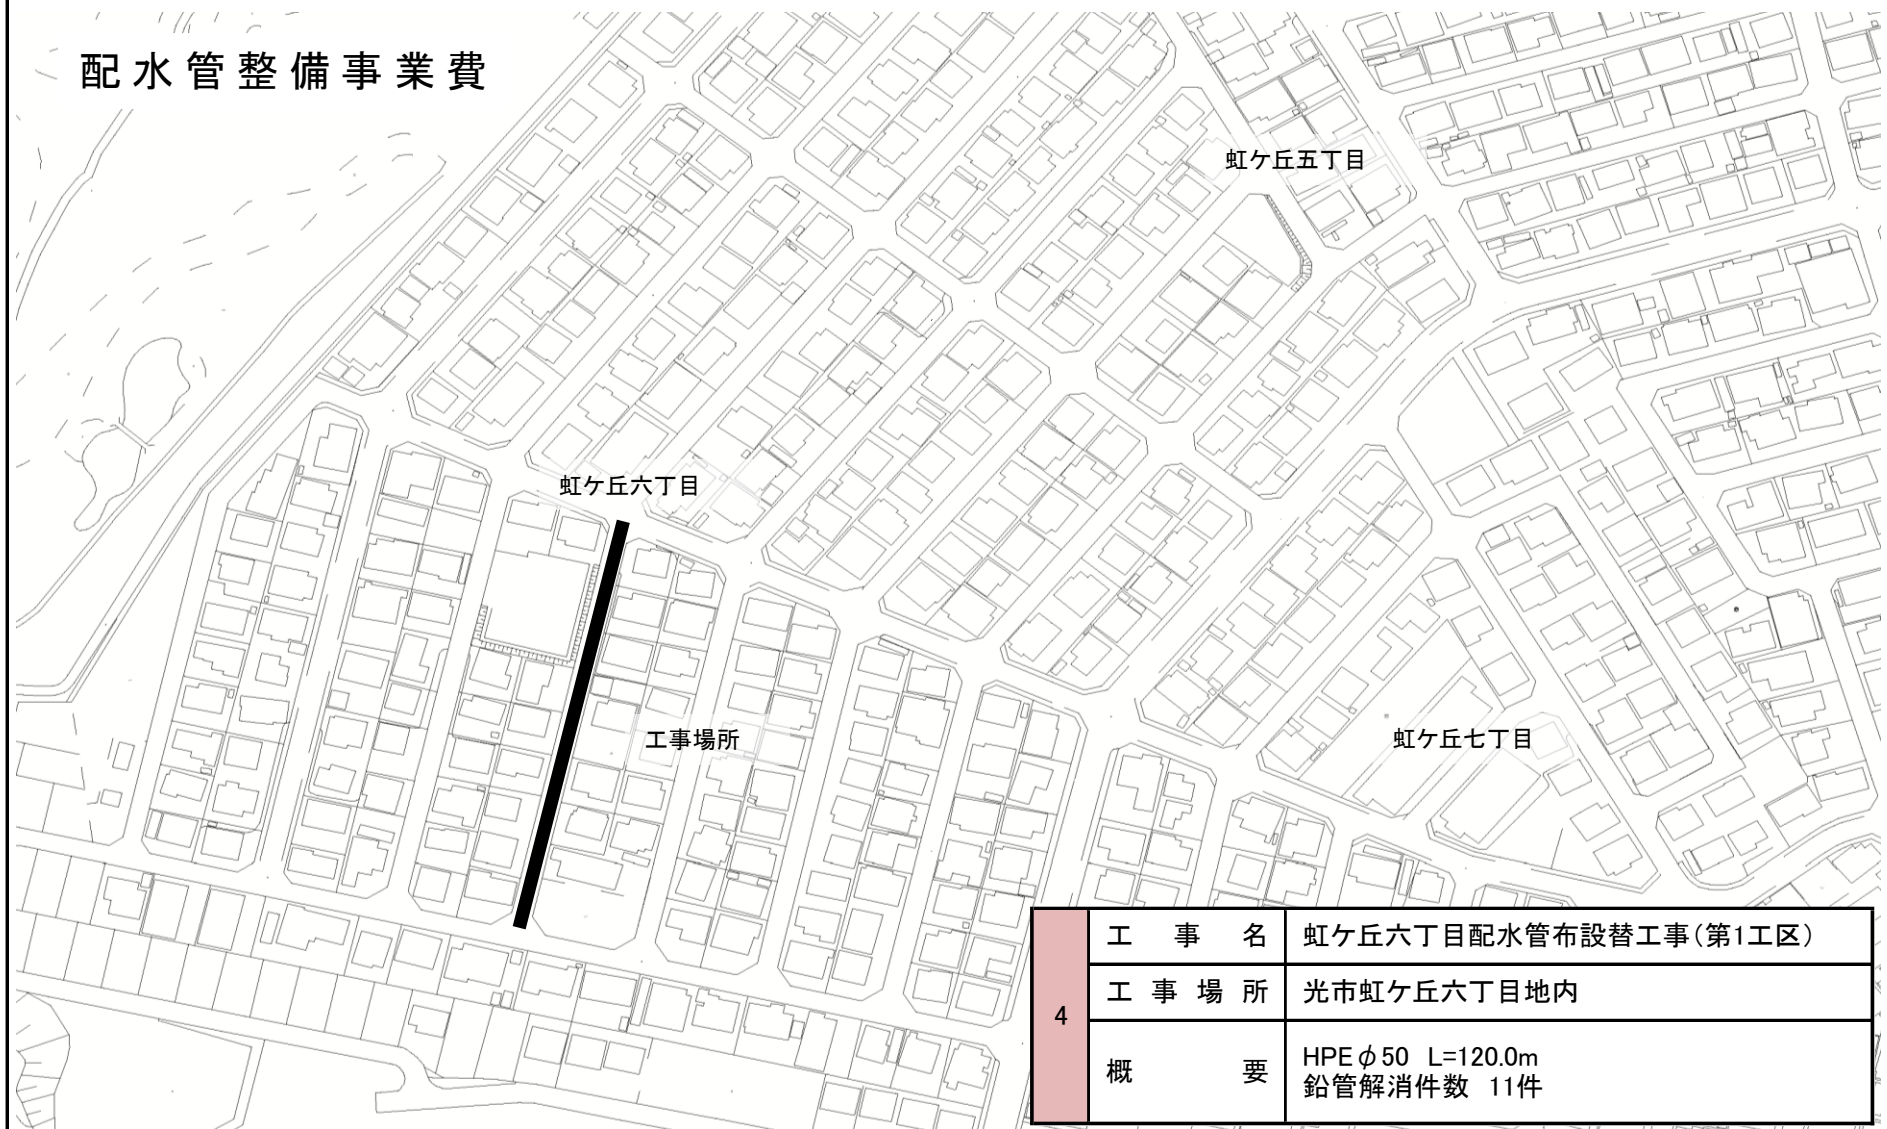 配水管整備事業費
虹ケ丘五丁目
虹ケ丘六丁目
工事場所
虹ケ丘七丁目
4
工事名 虹ケ丘六丁目配水管布設替工事(第1工区)
工事場所 光市虹ケ丘六丁目地内
概要 HPEφ50 L=120.0m
鉛管解消件数 11件